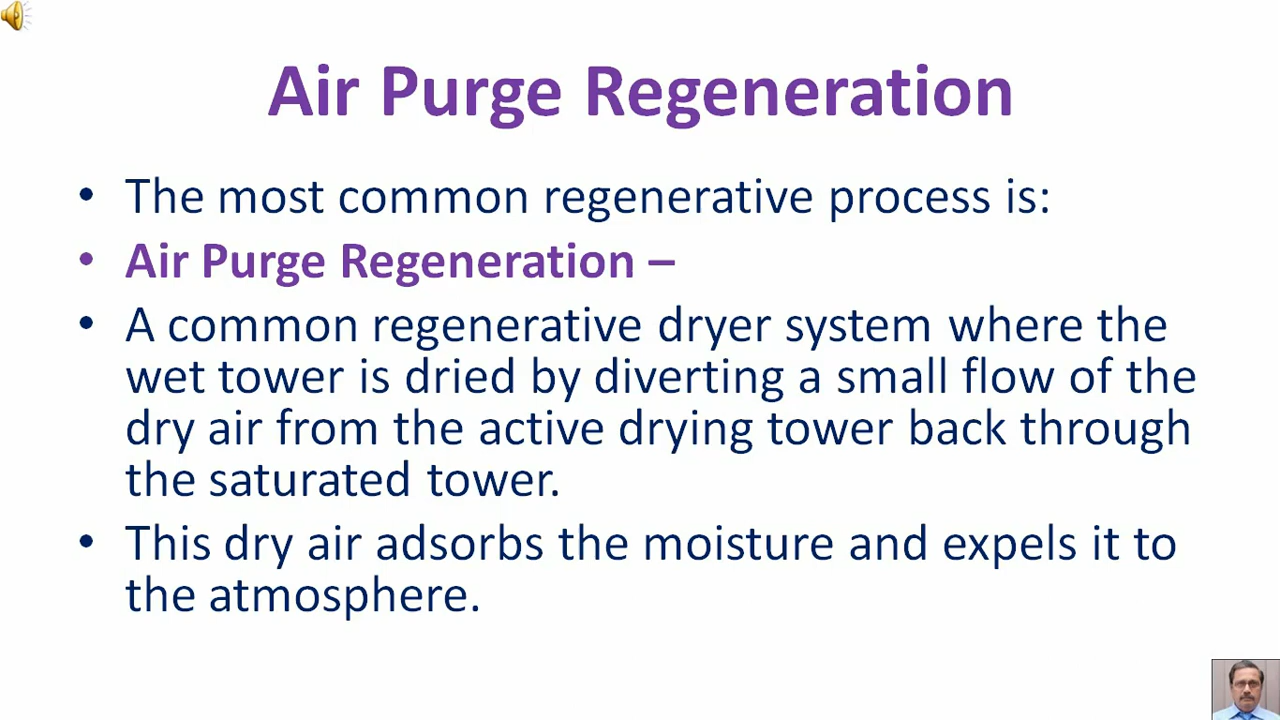 Air Purge Regeneration
• The most common regenerative process is:
• Air Purge Regeneration –
• A common regenerative dryer system where the
wet tower is dried by diverting a small flow of the
dry air from the active drying tower back through
the saturated tower.
• This dry air adsorbs the moisture and expels it to
the atmosphere.